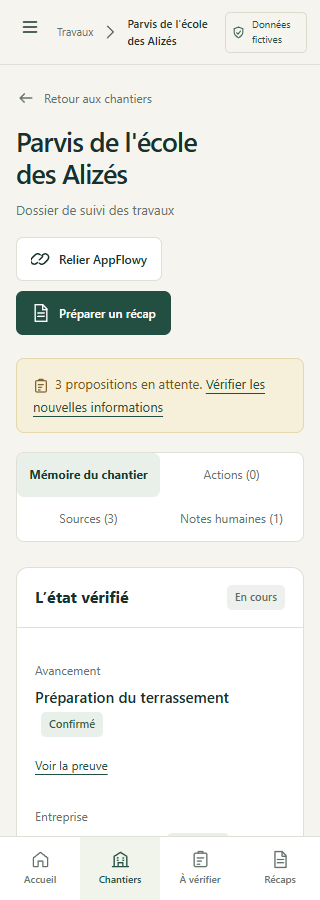 Travaux
Parvis de l'école
des Alizés
Données
fictives
Retour aux chantiers
Parvis de l'école
des Alizés
Dossier de suivi des travaux
Relier AppFlowy
Préparer un récap
3 propositions en attente. Vérifier les
nouvelles informations
Mémoire du chantier
Actions (0)
Sources (3)
Notes humaines (1)
L'état vérifié
En cours
Avancement
Préparation du terrassement
Confirmé
Voir la preuve
Entreprise
Accueil
Chantiers
À vérifier
Récaps